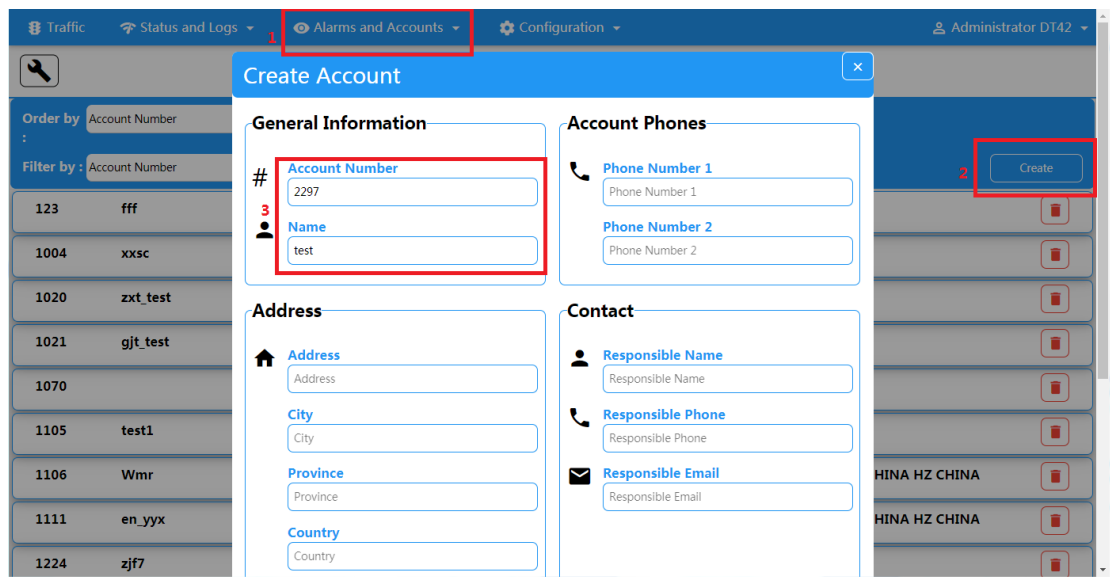 Traffic Status and Logs Alarms and Accounts Configuration Administrator DT42
1
Create Account ×
Order by : Account Number
Filter by : Account Number
2 Create
General Information
# Account Number
2297
3
Name
test
Account Phones
Phone Number 1
Phone Number 1
Phone Number 2
Phone Number 2
Address
Address
Address
City
City
Province
Province
Country
Country
Contact
Responsible Name
Responsible Name
Responsible Phone
Responsible Phone
Responsible Email
Responsible Email
123 fff
1004 xxsc
1020 zxt_test
1021 gjt_test
1070
1105 test1
1106 Wmr HINA HZ CHINA
1111 en_yyx HINA HZ CHINA
1224 zjf7